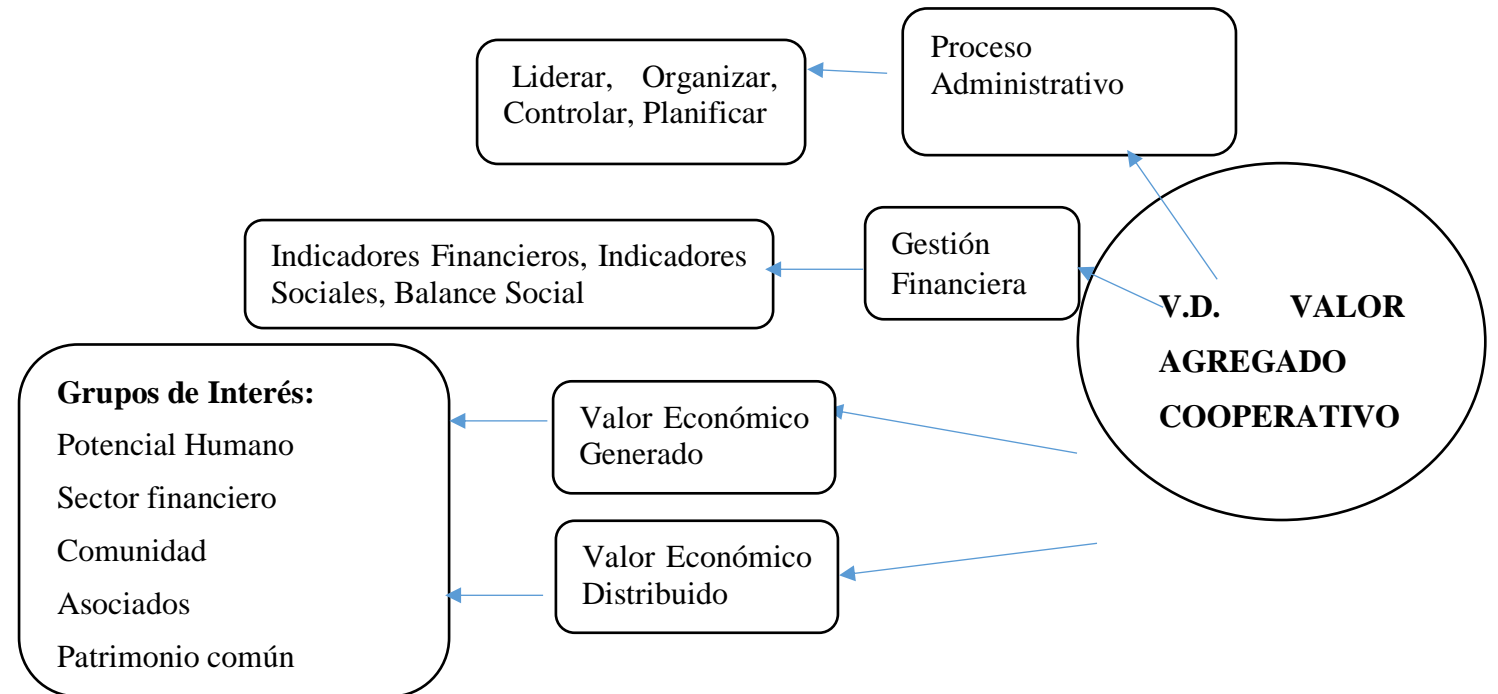 Proceso
Administrativo
Liderar, Organizar,
Controlar, Planificar
Gestión
Financiera
Indicadores Financieros, Indicadores
Sociales, Balance Social
V.D. VALOR
AGREGADO
COOPERATIVO
Grupos de Interés:
Potencial Humano
Sector financiero
Comunidad
Asociados
Patrimonio común
Valor Económico
Generado
Valor Económico
Distribuido